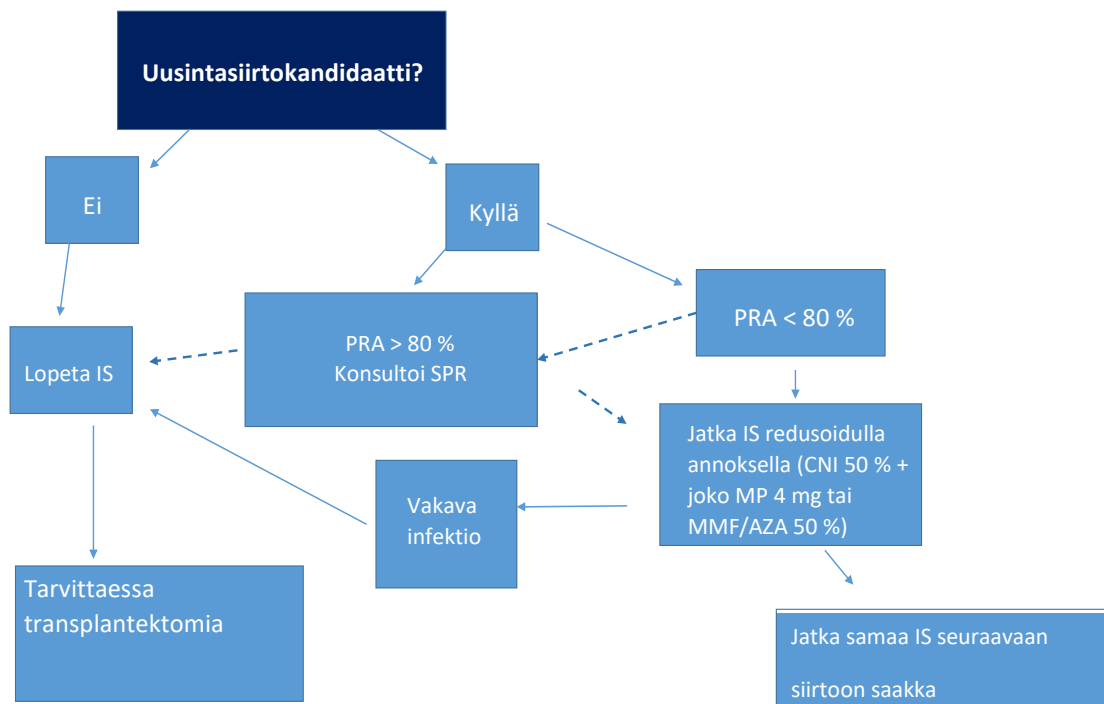 Uusintasiirtokandidaatti?
Ei
Kyllä
PRA < 80 %
PRA > 80 %
Konsultoi SPR
Lopeta IS
Jatka IS redusoidulla
annoksella (CNI 50 % +
joko MP 4 mg tai
MMF/AZA 50 %)
Vakava
infektio
Tarvittaessa
transplantektomia
Jatka samaa IS seuraavaan
siirtoon saakka